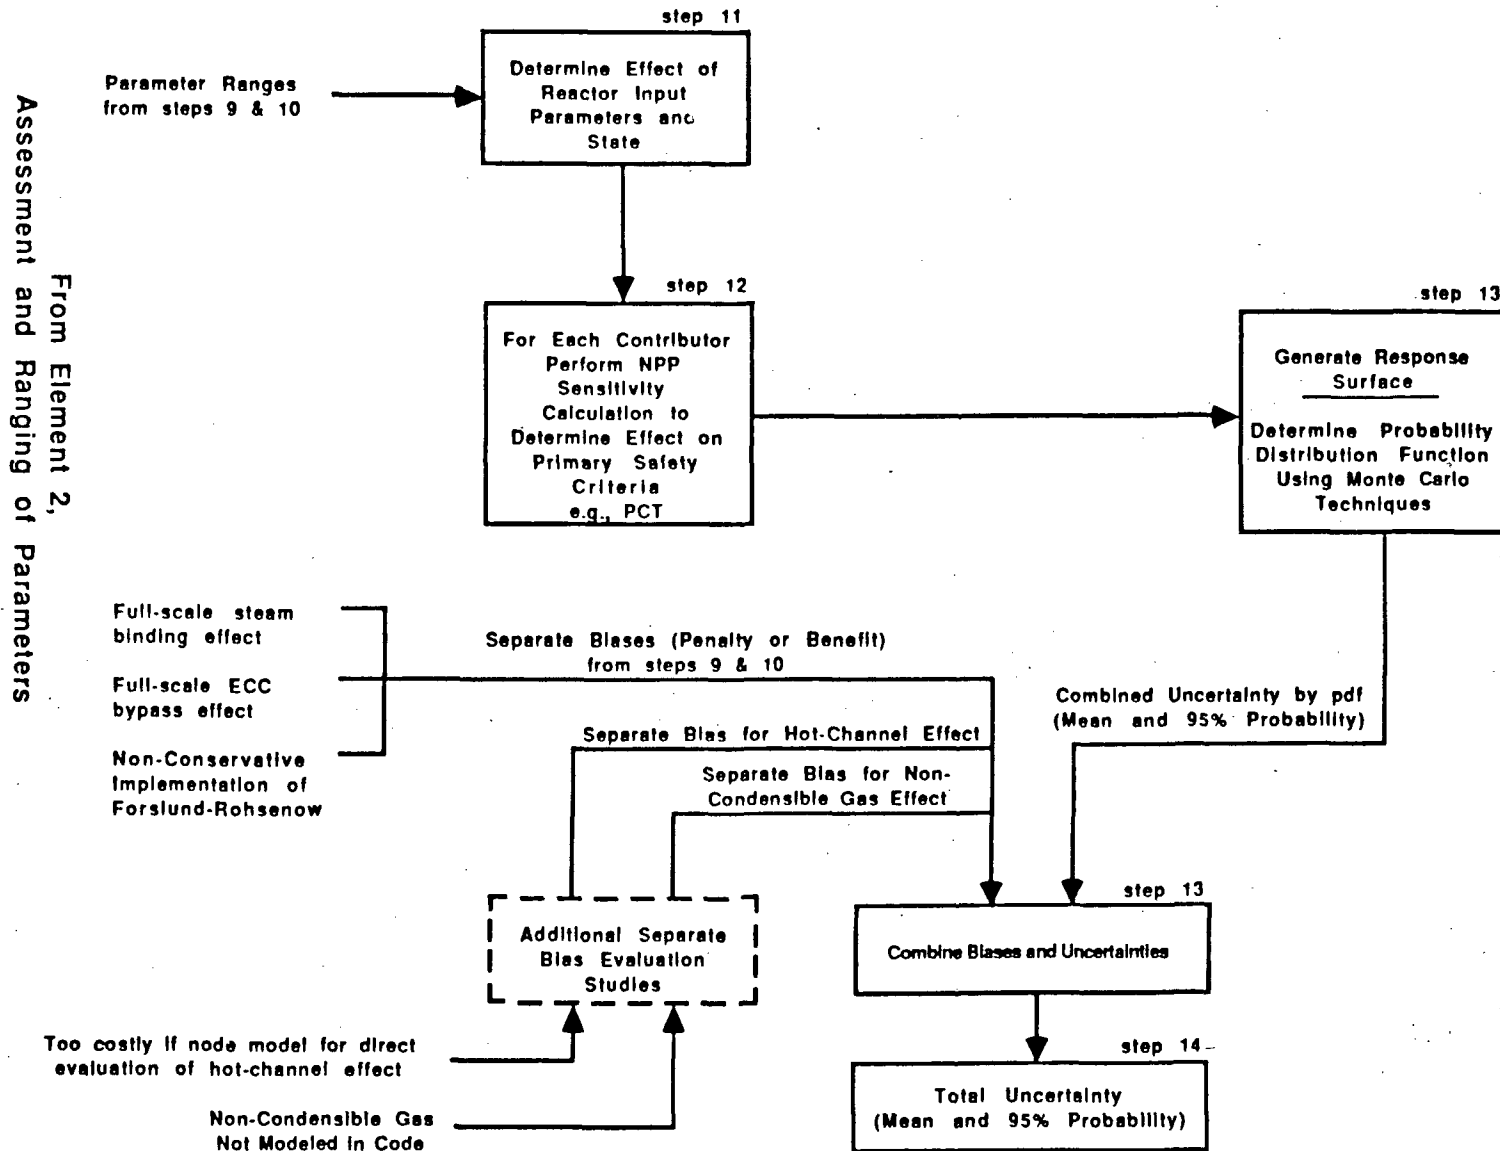 From Element 2,
Assessment and Ranging of Parameters
step 11
Parameter Ranges
from steps 9 & 10
Determine Effect of
Reactor Input
Parameters and
State
step 12
For Each Contributor
Perform NPP
Sensitivity
Calculation to
Determine Effect on
Primary Safety
Criteria
e.g., PCT
step 13
Generate Response
Surface
Determine Probability
Distribution Function
Using Monte Carlo
Techniques
Full-scale steam
binding effect
Full-scale ECC
bypass effect
Non-Conservative
Implementation of
Forslund-Rohsenow
Separate Biases (Penalty or Benefit)
from steps 9 & 10
Separate Bias for Hot-Channel Effect
Separate Bias for Non-
Condensible Gas Effect
Combined Uncertainty by pdf
(Mean and 95% Probability)
Additional Separate
Bias Evaluation
Studies
step 13
Combine Biases and Uncertainties
Too costly if node model for direct
evaluation of hot-channel effect
Non-Condensible Gas
Not Modeled in Code
step 14
Total Uncertainty
(Mean and 95% Probability)